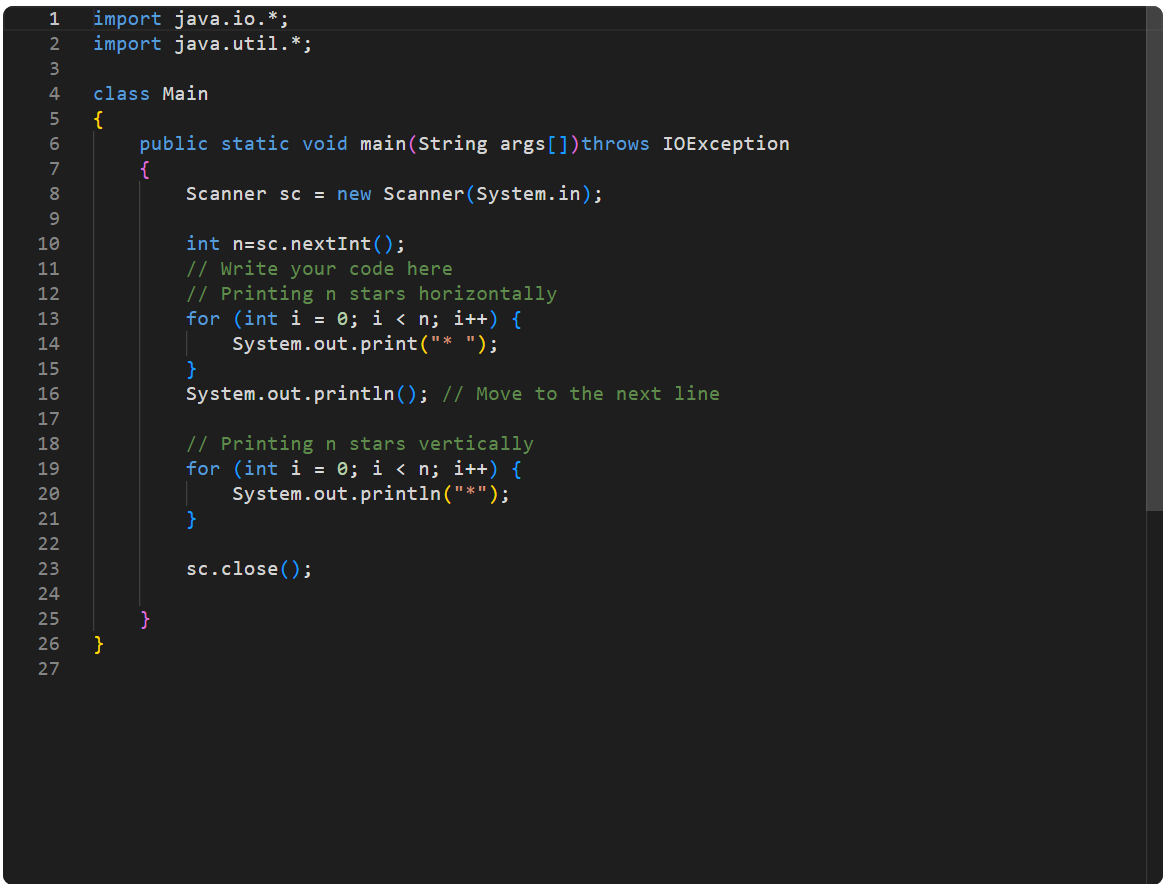 1 import java.io.*;
2 import java.util.*;
3
4 class Main
5 {
6     public static void main(String args[])throws IOException
7     {
8         Scanner sc = new Scanner(System.in);
9
10         int n=sc.nextInt();
11         // Write your code here
12         // Printing n stars horizontally
13         for (int i = 0; i < n; i++) {
14             System.out.print("* ");
15         }
16         System.out.println(); // Move to the next line
17
18         // Printing n stars vertically
19         for (int i = 0; i < n; i++) {
20             System.out.println("*");
21         }
22
23         sc.close();
24
25     }
26 }
27